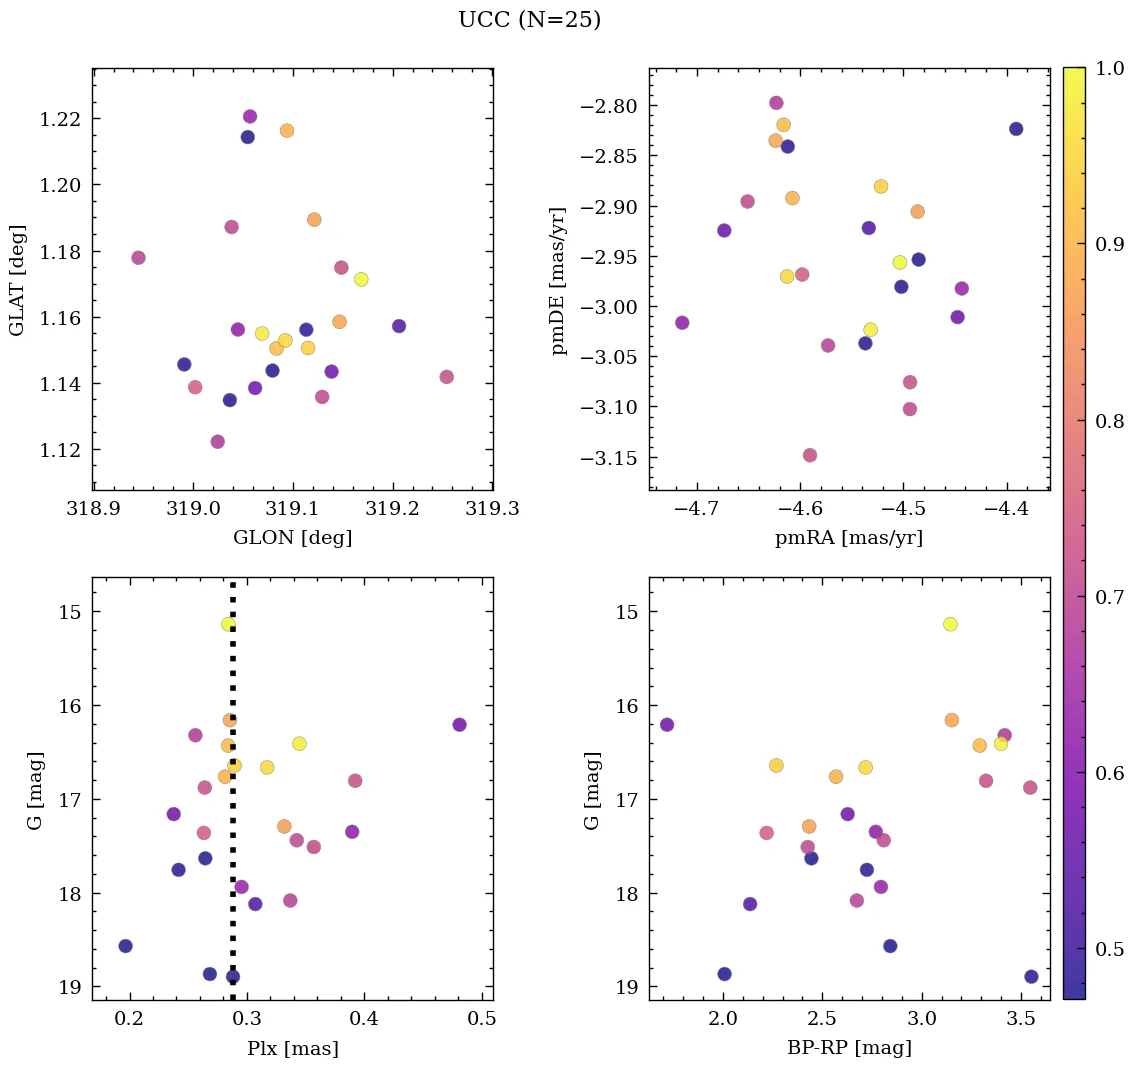 UCC (N=25)
1.22
1.20
1.18
1.16
1.14
1.12
GLAT [deg]
318.9 319.0 319.1 319.2 319.3
GLON [deg]
−2.80
−2.85
−2.90
−2.95
−3.00
−3.05
−3.10
−3.15
pmDE [mas/yr]
−4.7 −4.6 −4.5 −4.4
pmRA [mas/yr]
15
16
17
18
19
G [mag]
0.2 0.3 0.4 0.5
Plx [mas]
15
16
17
18
19
G [mag]
2.0 2.5 3.0 3.5
BP-RP [mag]
1.0
0.9
0.8
0.7
0.6
0.5